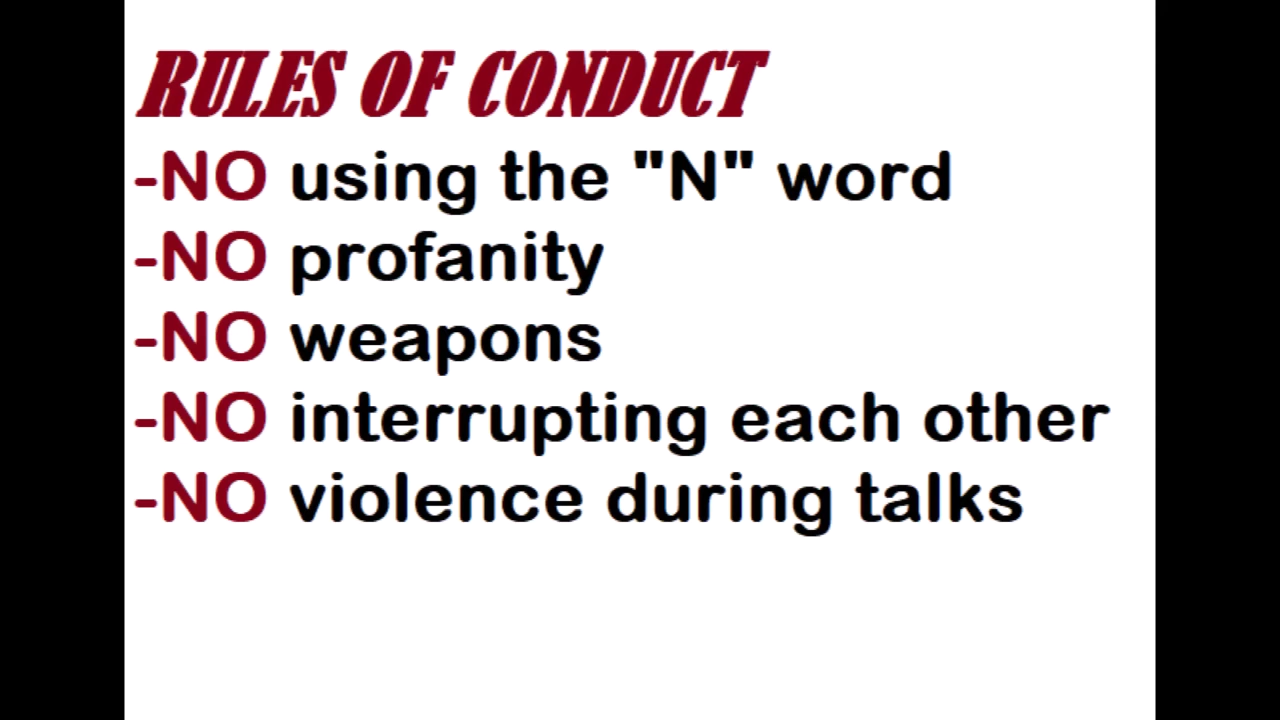 RULES OF CONDUCT
-NO using the "N" word
-NO profanity
-NO weapons
-NO interrupting each other
-NO violence during talks